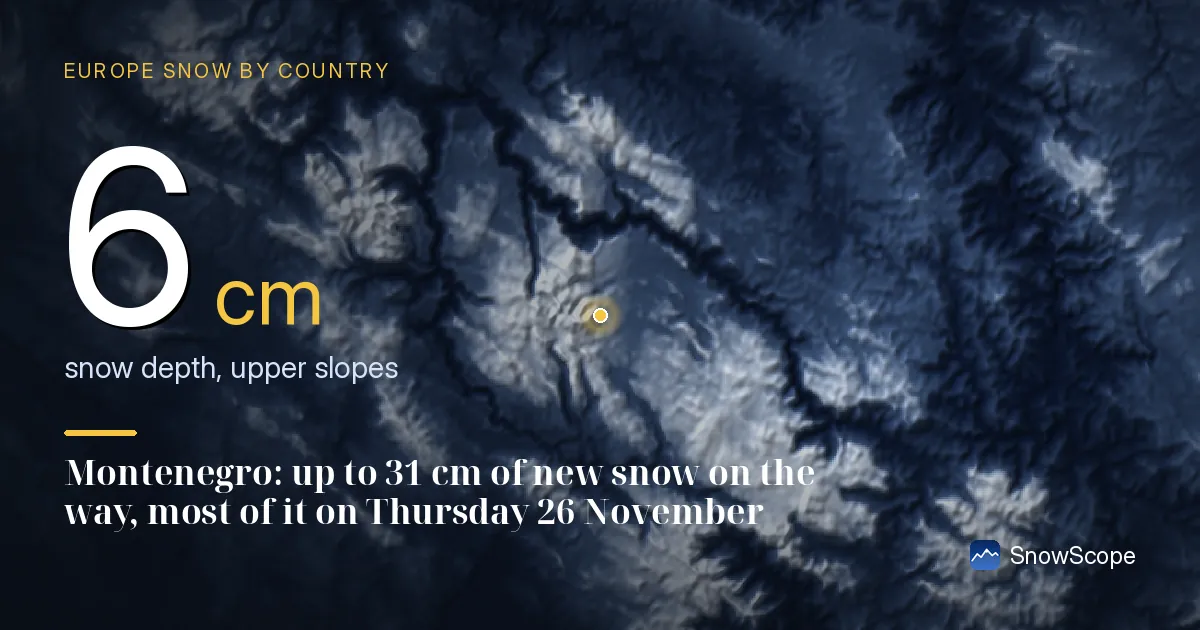 EUROPE SNOW BY COUNTRY
6 cm
snow depth, upper slopes
Montenegro: up to 31 cm of new snow on the
way, most of it on Thursday 26 November
SnowScope